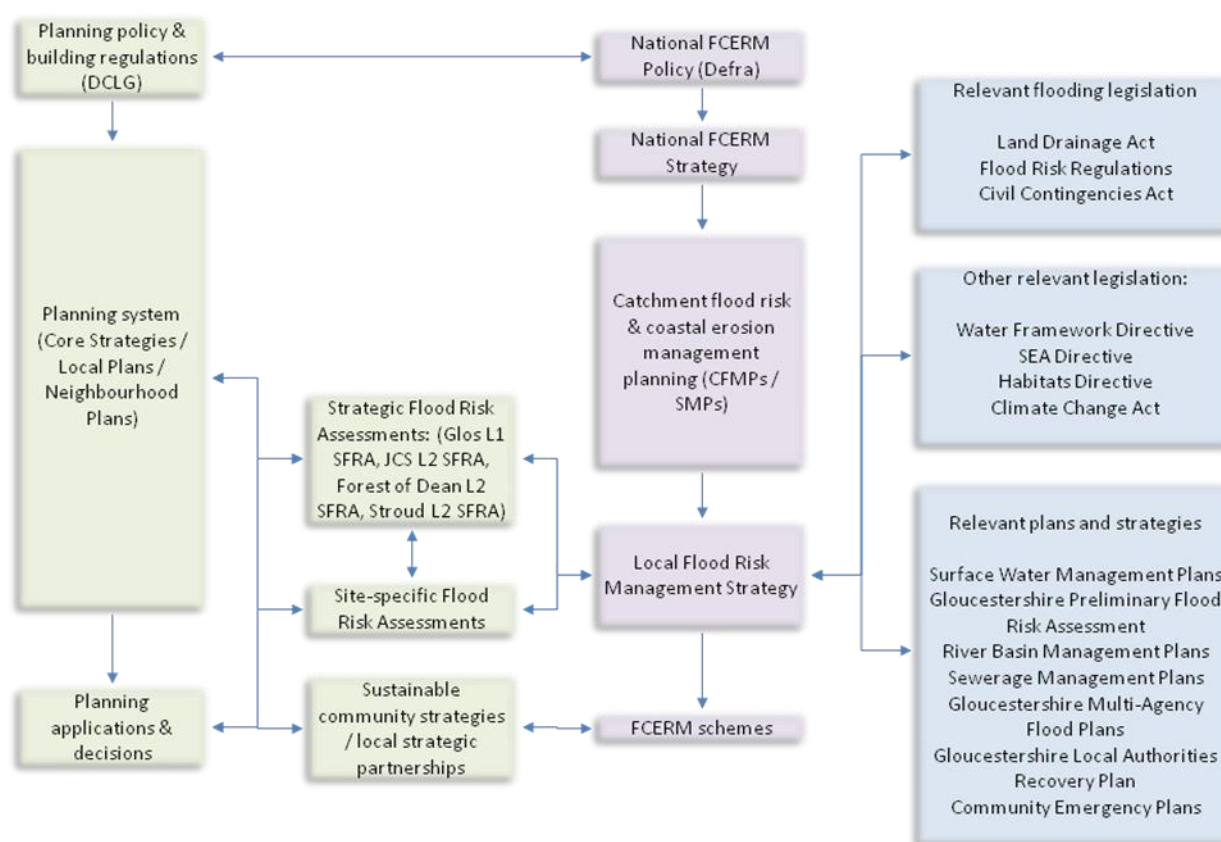 Planning policy &
building regulations
(DCLG)
National FCERM
Policy (Defra)
Relevant flooding legislation
Land Drainage Act
Flood Risk Regulations
Civil Contingencies Act
National FCERM
Strategy
Planning system
(Core Strategies /
Local Plans /
Neighbourhood
Plans)
Catchment flood risk
& coastal erosion
management
planning (CFMPs /
SMPs)
Other relevant legislation:
Water Framework Directive
SEA Directive
Habitats Directive
Climate Change Act
Strategic Flood Risk
Assessments: (Glos L1
SFRA, JCS L2 SFRA,
Forest of Dean L2
SFRA, Stroud L2 SFRA)
Local Flood Risk
Management Strategy
Relevant plans and strategies
Surface Water Management Plans
Gloucestershire Preliminary Flood
Risk Assessment
River Basin Management Plans
Sewerage Management Plans
Gloucestershire Multi-Agency
Flood Plans
Gloucestershire Local Authorities
Recovery Plan
Community Emergency Plans
Site-specific Flood
Risk Assessments
Planning
applications &
decisions
Sustainable
community strategies
/ local strategic
partnerships
FCERM schemes